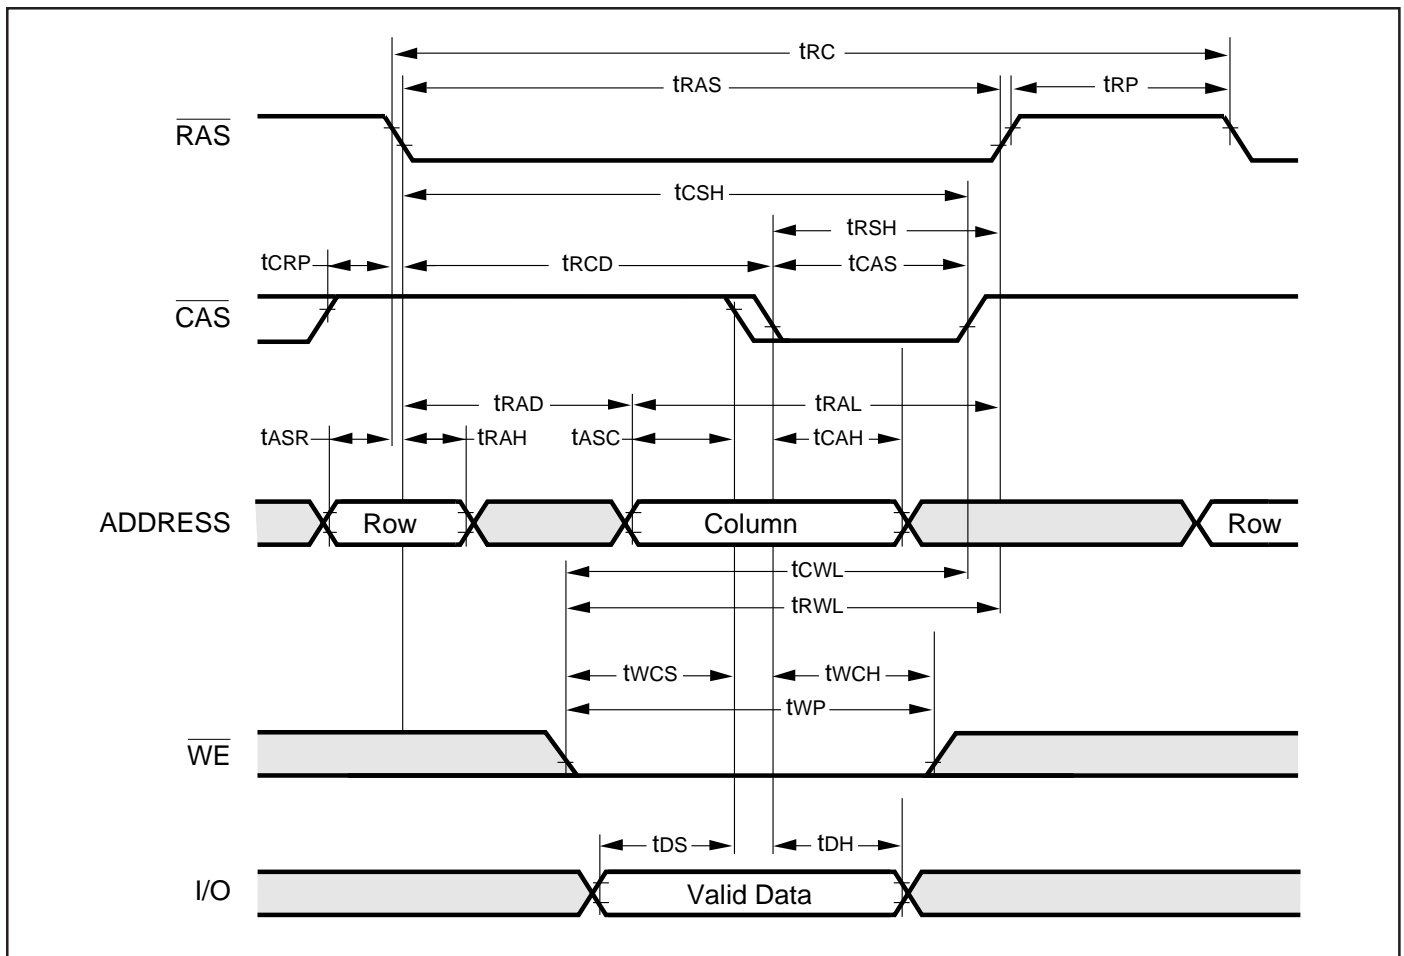 tRC
tRAS
tRP
RAS
tCSH
tRSH
tCRP
tRCD
tCAS
CAS
tRAD
tRAL
tASR
tRAH
tASC
tCAH
ADDRESS
Row
Column
Row
tCWL
tRWL
tWCS
tWCH
tWP
WE
tDS
tDH
I/O
Valid Data